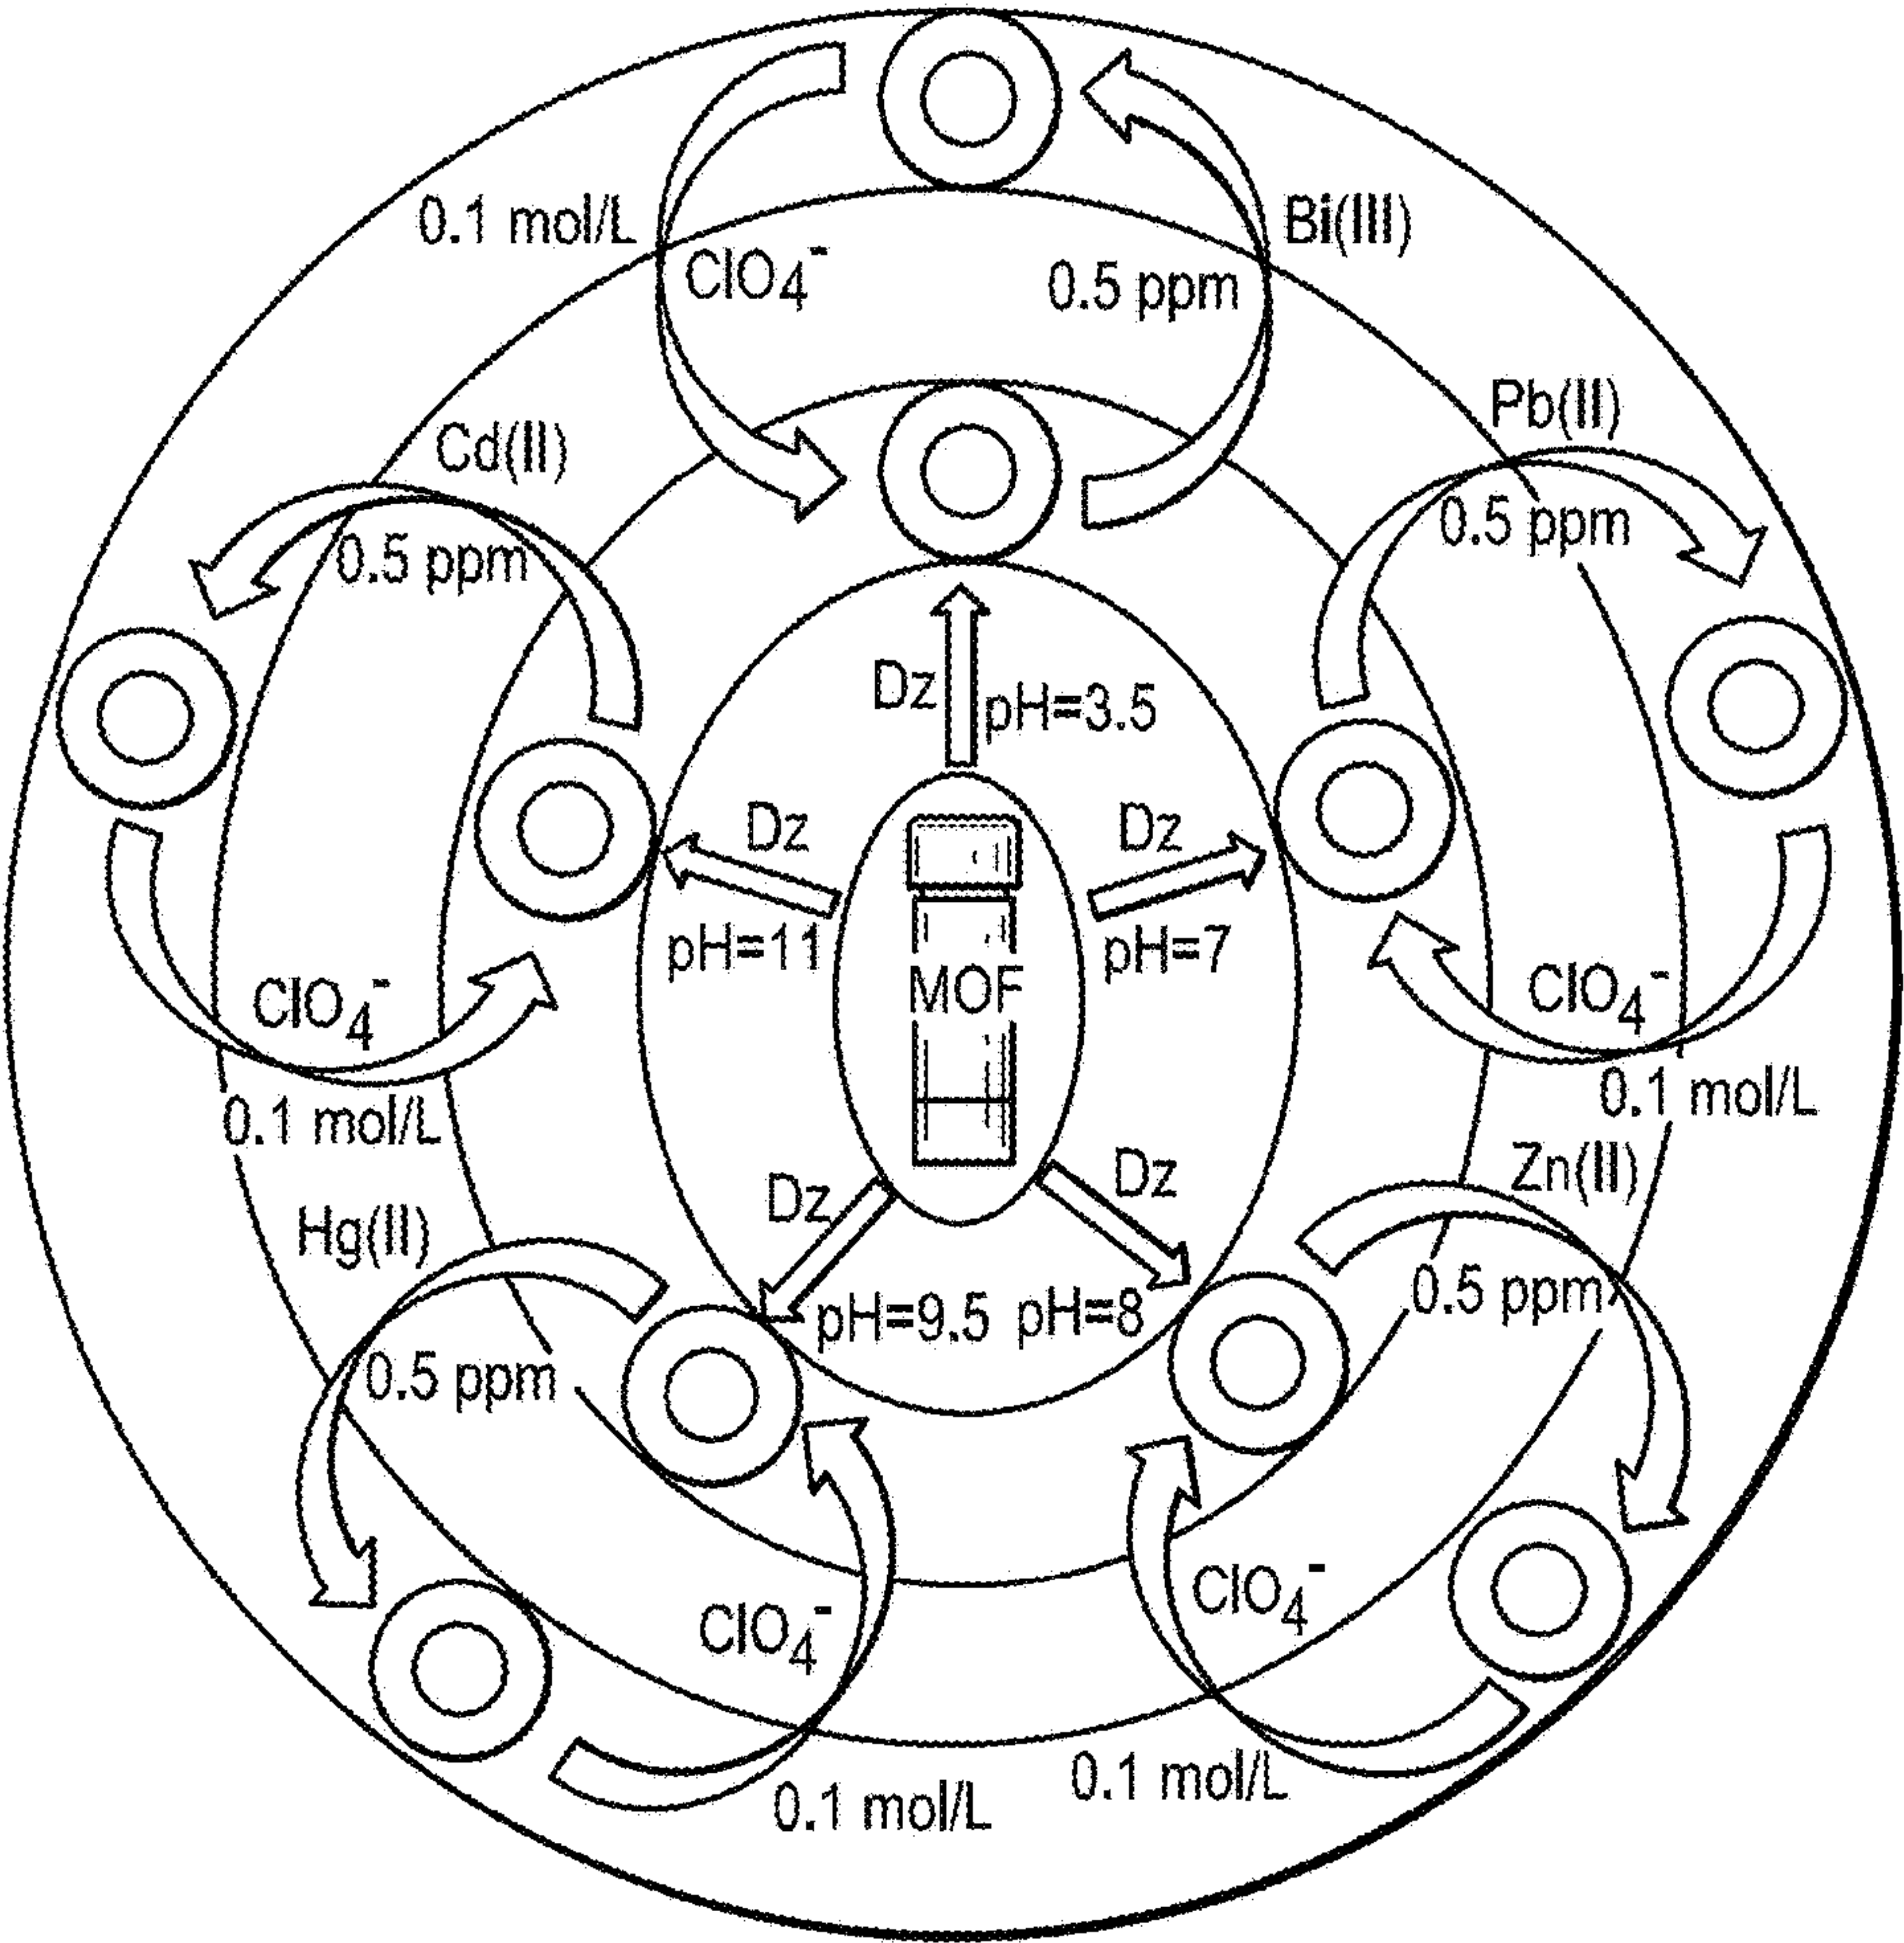 0.1 mol/L
Bi(III)
ClO4-
0.5 ppm
Pb(II)
Cd(II)
0.5 ppm
0.5 ppm
Dz
pH=3.5
Dz
Dz
pH=11
pH=7
MOF
ClO4-
ClO4-
0.1 mol/L
0.1 mol/L
Dz
Dz
Zn(II)
Hg(II)
0.5 ppm
pH=9.5
pH=8
0.5 ppm
ClO4-
ClO4-
0.1 mol/L
0.1 mol/L